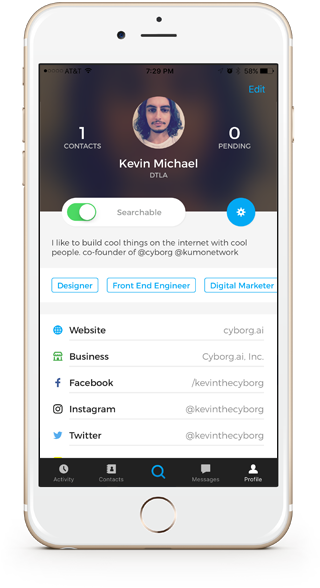 AT&T 7:29 PM 58%
Edit
1
CONTACTS
0
PENDING
Kevin Michael
DTLA
Searchable
I like to build cool things on the internet with cool
people. co-founder of @cyborg @kumonetwork
Designer Front End Engineer Digital Marketer
Website cyborg.ai
Business Cyborg.ai, Inc.
Facebook /kevinthecyborg
Instagram @kevinthecyborg
Twitter @kevinthecyborg
Activity Contacts Messages Profile